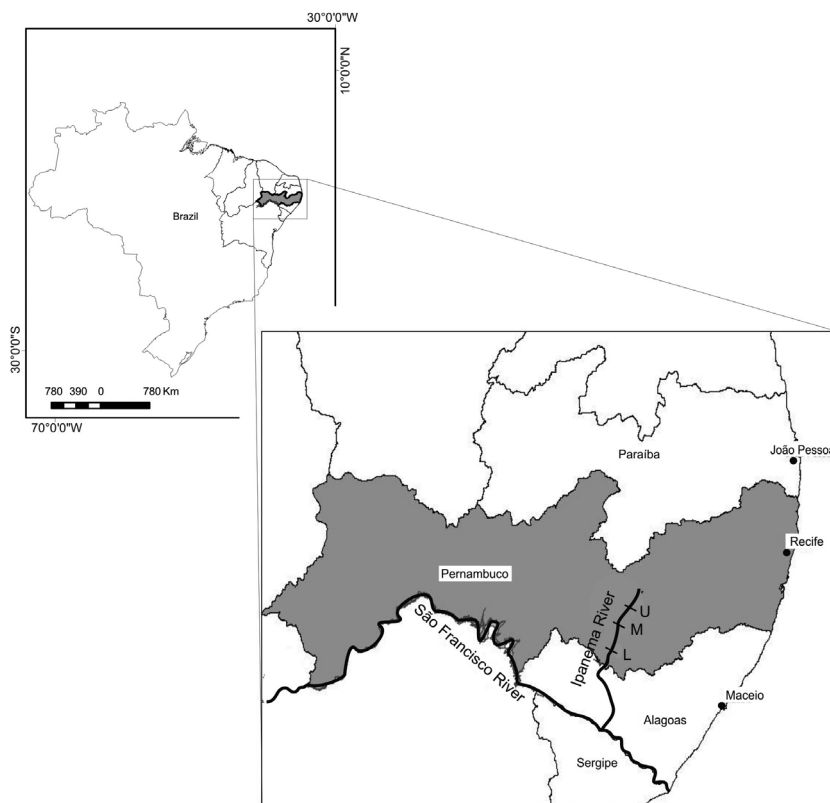 30°0'0"W
10°0'0"N
Brazil
30°0'0"S
780 390 0 780 Km
70°0'0"W
Paraíba
João Pessoa
Recife
Pernambuco
U
M
L
Ipanema River
São Francisco River
Maceio
Alagoas
Sergipe